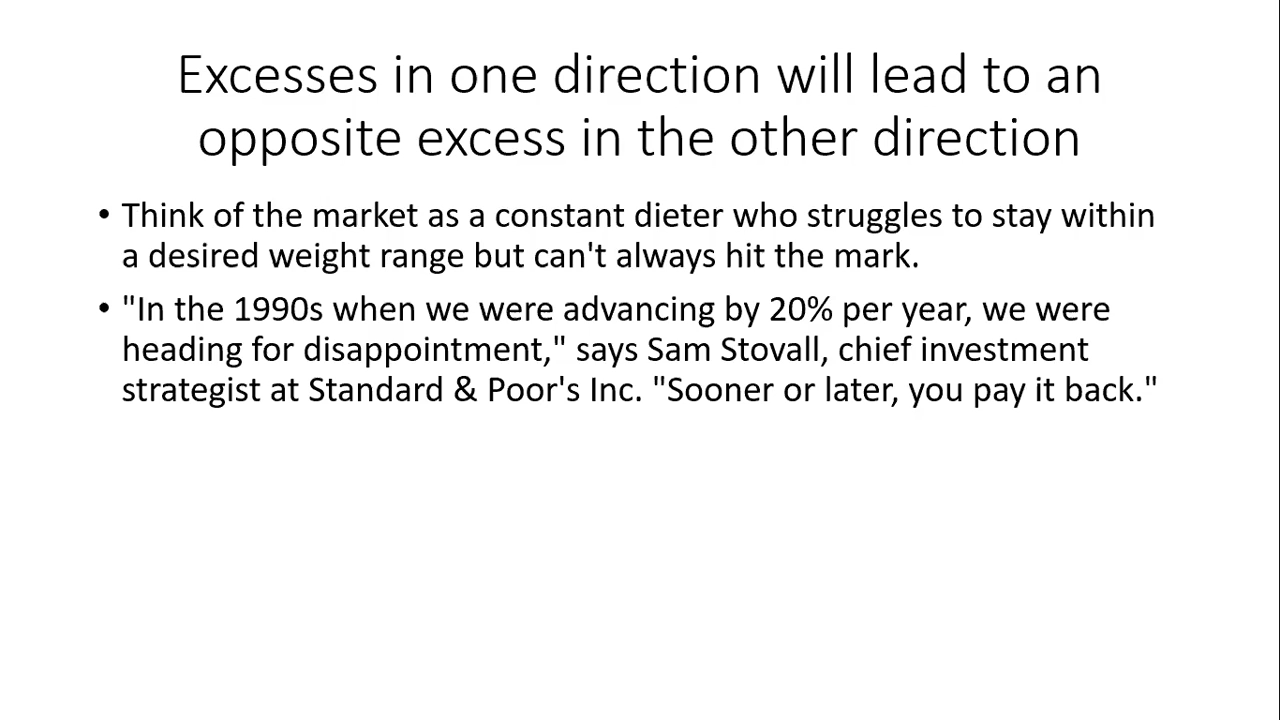 Excesses in one direction will lead to an
opposite excess in the other direction
• Think of the market as a constant dieter who struggles to stay within
a desired weight range but can't always hit the mark.
• "In the 1990s when we were advancing by 20% per year, we were
heading for disappointment," says Sam Stovall, chief investment
strategist at Standard & Poor's Inc. "Sooner or later, you pay it back."